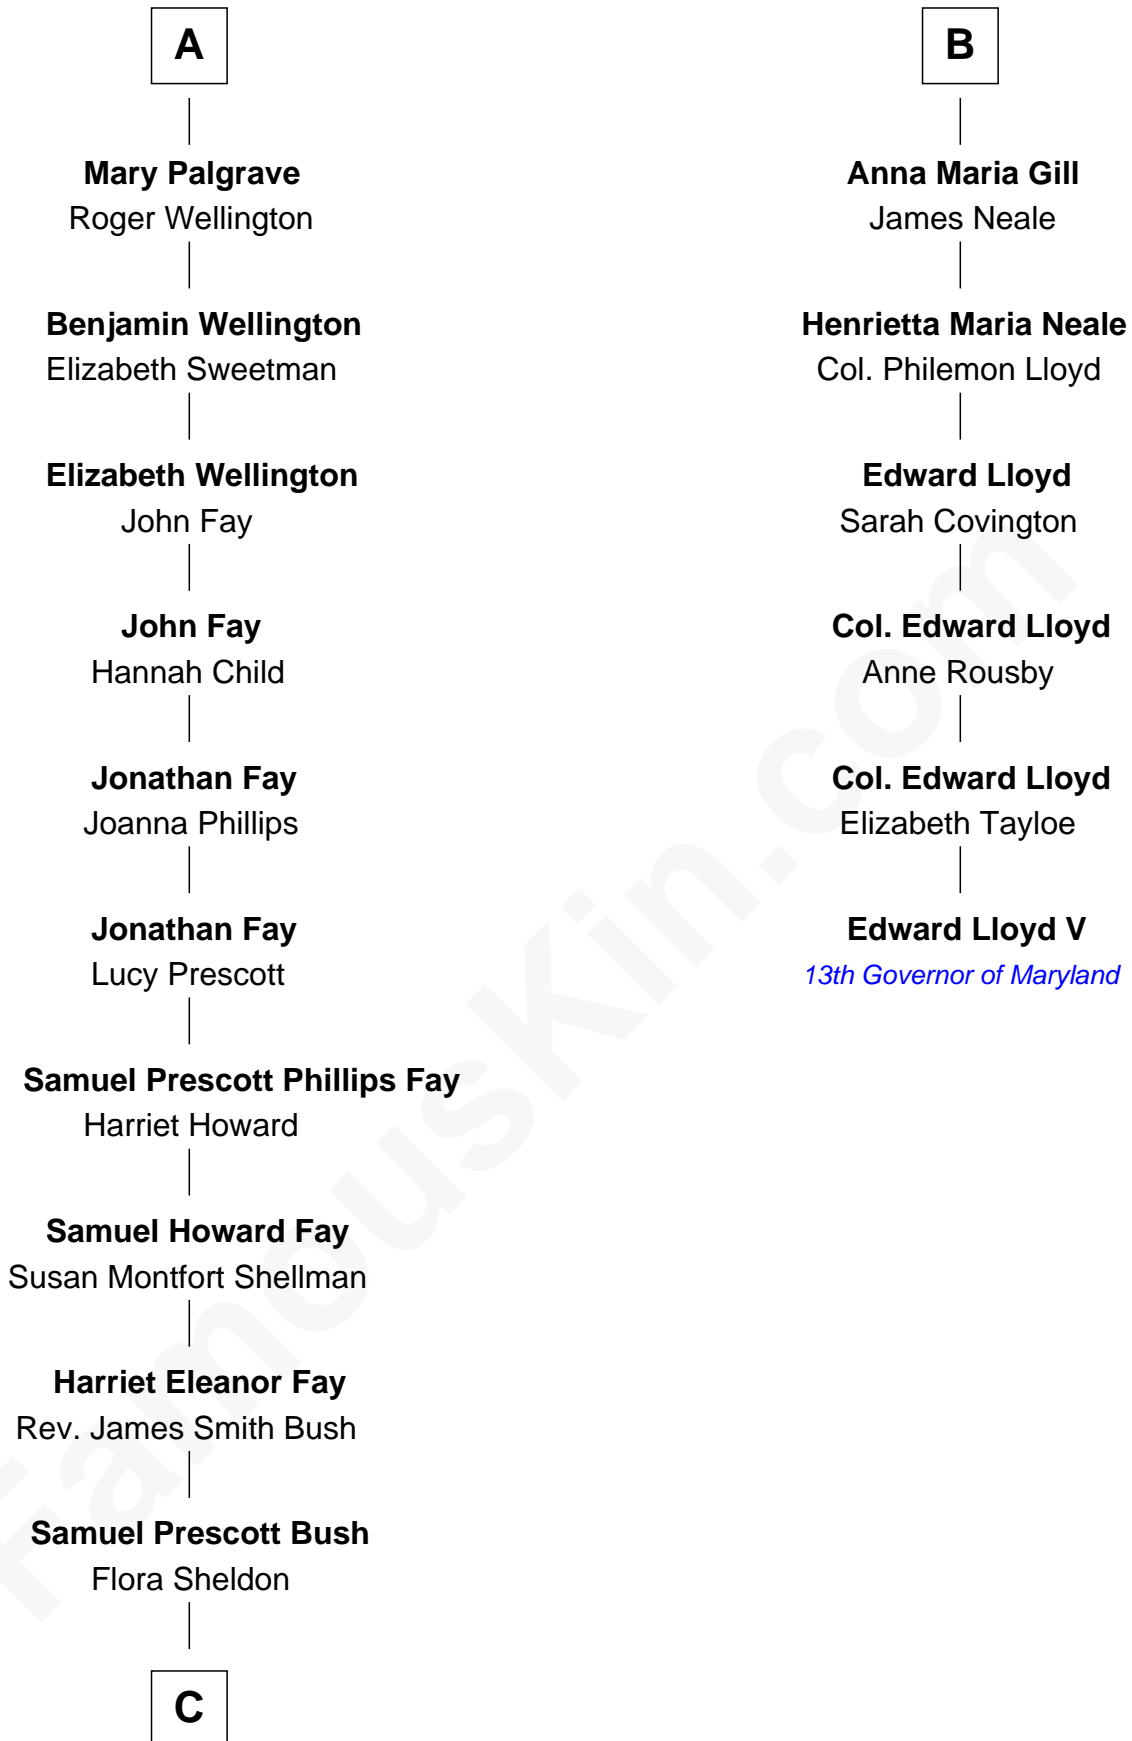 A
Mary Palgrave
Roger Wellington
Benjamin Wellington
Elizabeth Sweetman
Elizabeth Wellington
John Fay
John Fay
Hannah Child
Jonathan Fay
Joanna Phillips
Jonathan Fay
Lucy Prescott
Samuel Prescott Phillips Fay
Harriet Howard
Samuel Howard Fay
Susan Montfort Shellman
Harriet Eleanor Fay
Rev. James Smith Bush
Samuel Prescott Bush
Flora Sheldon
C
B
Anna Maria Gill
James Neale
Henrietta Maria Neale
Col. Philemon Lloyd
Edward Lloyd
Sarah Covington
Col. Edward Lloyd
Anne Rousby
Col. Edward Lloyd
Elizabeth Tayloe
Edward Lloyd V
13th Governor of Maryland
FamousKin.com